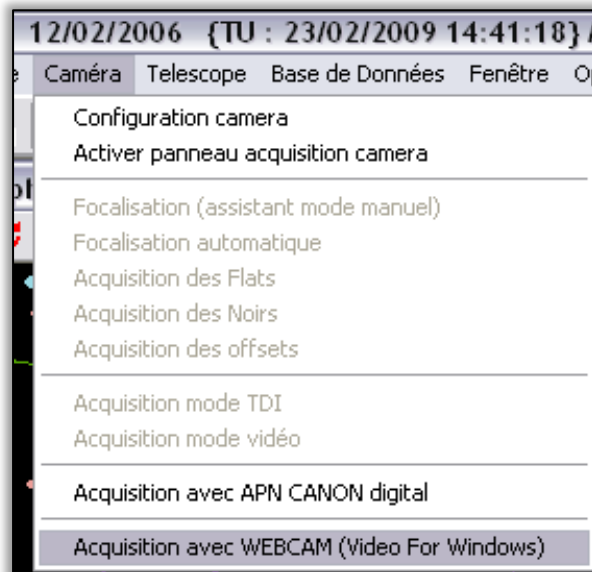 12/02/2006 {TU : 23/02/2009 14:41:18}
Caméra Telescope Base de Données Fenêtre
Configuration camera
Activer panneau acquisition camera
Focalisation (assistant mode manuel)
Focalisation automatique
Acquisition des Flats
Acquisition des Noirs
Acquisition des offsets
Acquisition mode TDI
Acquisition mode vidéo
Acquisition avec APN CANON digital
Acquisition avec WEBCAM (Video For Windows)